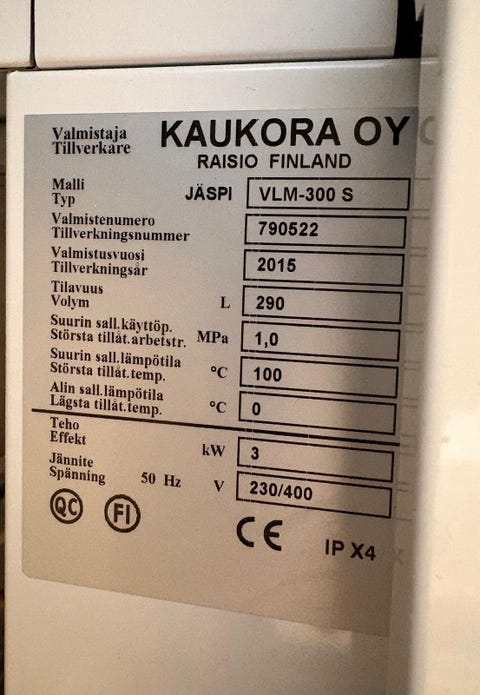 Valmistaja KAUKORA OY
Tillverkare RAISIO FINLAND
Malli
Typ JÄSPI VLM-300 S
Valmistenumero
Tillverkningsnummer 790522
Valmistusvuosi
Tillverkningsår 2015
Tilavuus
Volym L 290
Suurin sall.käyttöp.
Största tillåt.arbetstr. MPa 1,0
Suurin sall.lämpötila
Största tillåt.temp. °C 100
Alin sall.lämpötila
Lägsta tillåt.temp. °C 0
Teho
Effekt kW 3
Jännite
Spänning 50 Hz V 230/400
QC FI CE IP X4